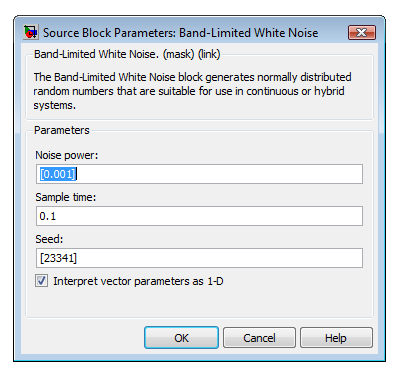 Source Block Parameters: Band-Limited White Noise
Band-Limited White Noise. (mask) (link)
The Band-Limited White Noise block generates normally distributed
random numbers that are suitable for use in continuous or hybrid
systems.
Parameters
Noise power:
[0.001]
Sample time:
0.1
Seed:
[23341]
Interpret vector parameters as 1-D
OK Cancel Help